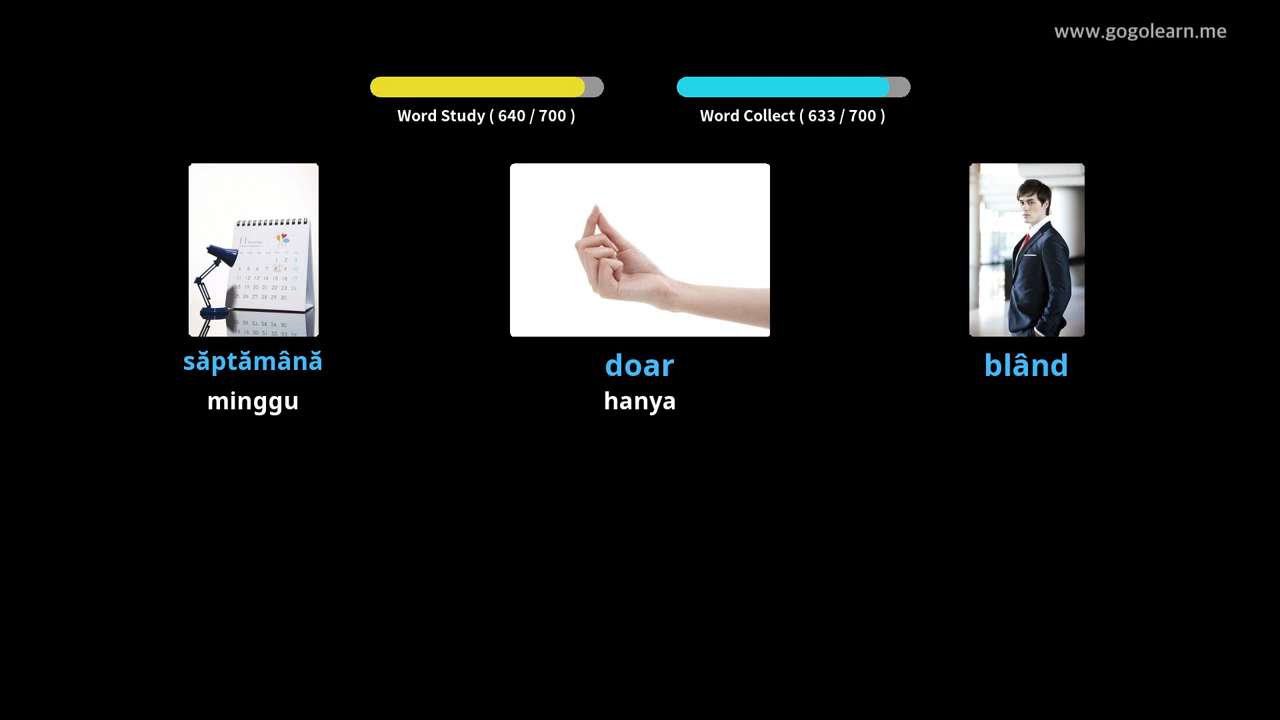 www.gogolearn.me
Word Study ( 640 / 700 )
Word Collect ( 633 / 700 )
săptămână
minggu
doar
hanya
blând